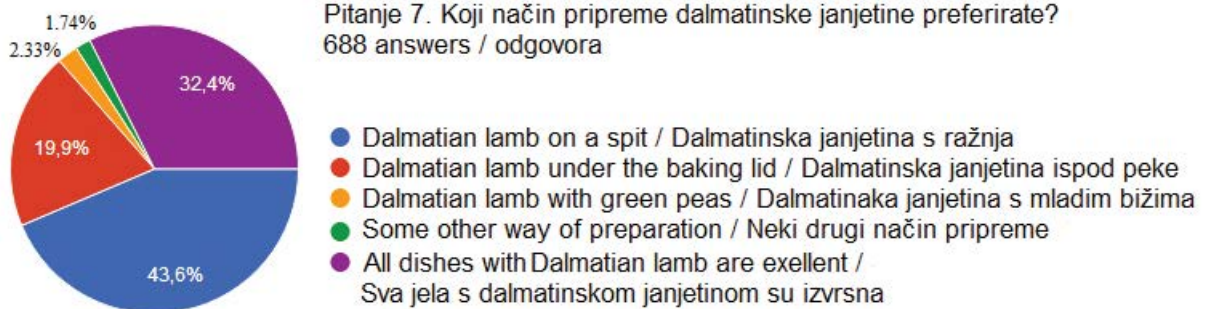 Pitanje 7. Koji način pripreme dalmatinske janjetine preferirate?
688 answers / odgovora
1.74%
2.33%
32,4%
19,9%
43,6%
Dalmatian lamb on a spit / Dalmatinska janjetina s ražnja
Dalmatian lamb under the baking lid / Dalmatinska janjetina ispod peke
Dalmatian lamb with green peas / Dalmatinaka janjetina s mladim bižima
Some other way of preparation / Neki drugi način pripreme
All dishes with Dalmatian lamb are exellent /
Sva jela s dalmatinskom janjetinom su izvrsna